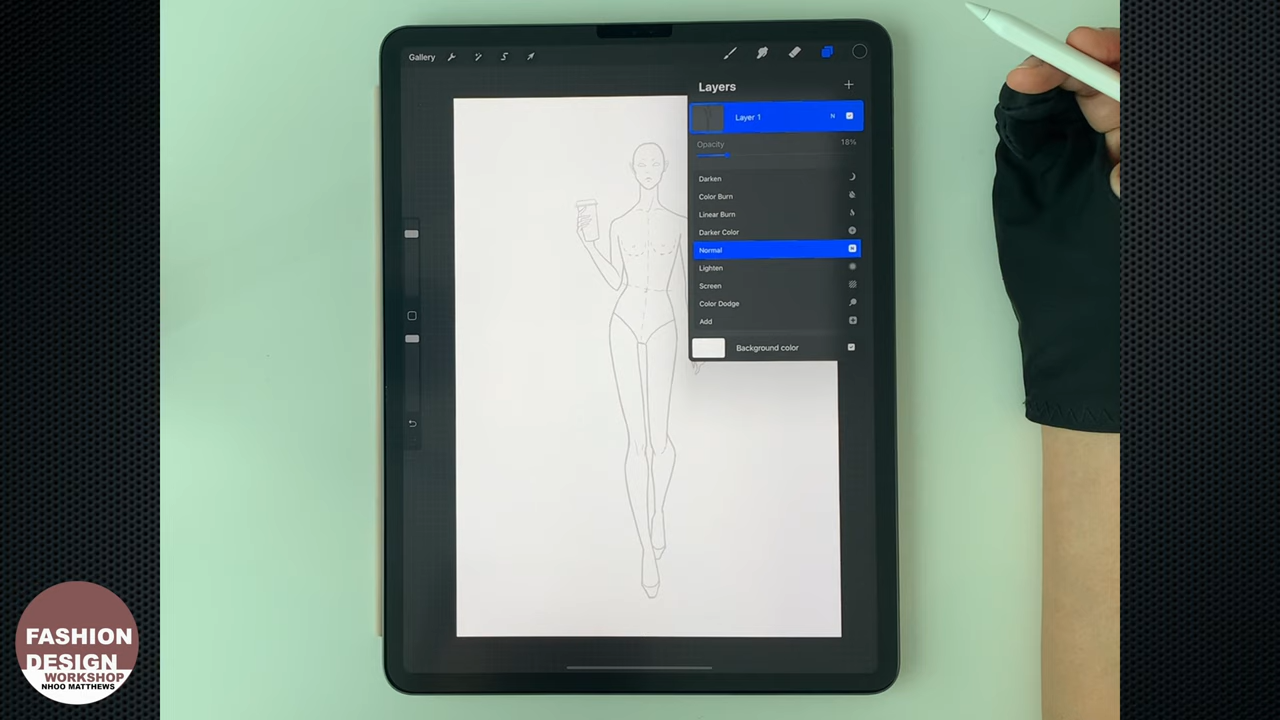 Gallery
Layers
Layer 1 N
Opacity 18%
Darken
Color Burn
Linear Burn
Darker Color
Normal N
Lighten
Screen
Color Dodge
Add
Background color
FASHION
DESIGN
WORKSHOP
NHOO MATTHEWS